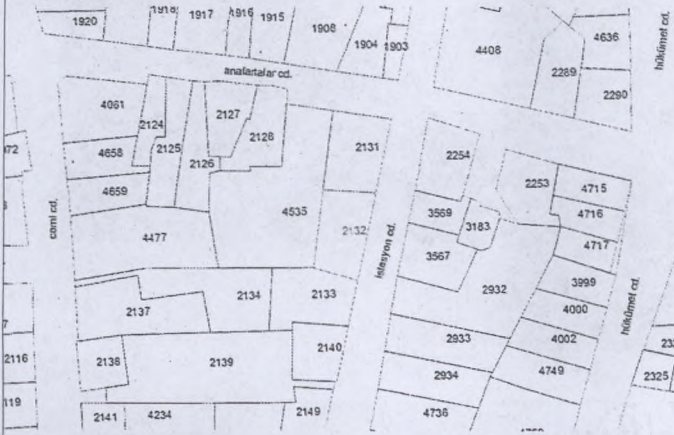 1918 1916
1920 1917 1915 1908 4636
1904 1903 4408
anafartalar cd. 2289
2290
hükümet cd.
4061 2127
2124 2128
2125 2131
4658 2126 2254
4659 2253 4715
4535 3569 4716
cami cd. 2132 3183
4477 istasyon cd. 4717
3567
2932 3999
2134 2133
2137 4000
hükümet cd.
2933 4002
2116 2138 2139 2140
2934 4749 2325
2141 4234 2149 4736